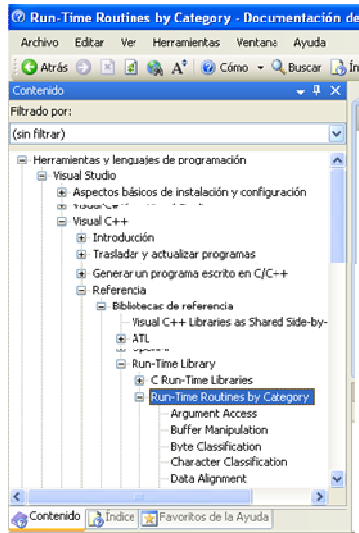 Run-Time Routines by Category - Documentación de
Archivo Editar Ver Herramientas Ventana Ayuda
Atrás Cómo Buscar Ín
Contenido
Filtrado por:
(sin filtrar)
Herramientas y lenguajes de programación
Visual Studio
Aspectos básicos de instalación y configuración
Visual C++
Introducción
Trasladar y actualizar programas
Generar un programa escrito en C/C++
Referencia
Bibliotecas de referencia
Visual C++ Libraries as Shared Side-by-
ATL
Run-Time Library
C Run-Time Libraries
Run-Time Routines by Category
Argument Access
Buffer Manipulation
Byte Classification
Character Classification
Data Alignment
Contenido Índice Favoritos de la Ayuda